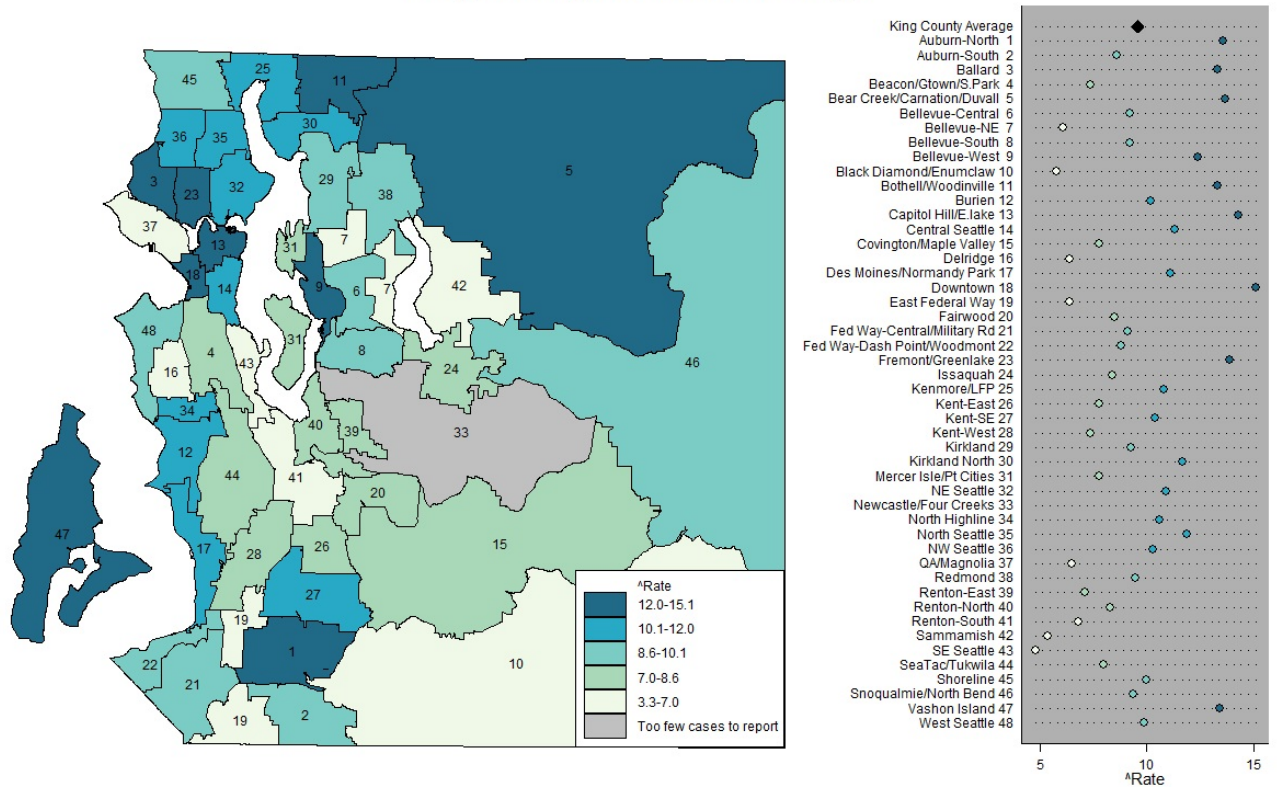 45
25
11
36
35
30
5
3
23
32
29
38
37
13
31
7
18
14
9
6
7
42
48
4
43
31
8
24
46
16
34
40
39
33
12
44
41
20
47
17
28
26
15
27
19
1
10
22
21
19
2
^Rate
12.0-15.1
10.1-12.0
8.6-10.1
7.0-8.6
3.3-7.0
Too few cases to report
King County Average
Auburn-North 1
Auburn-South 2
Ballard 3
Beacon/Gtown/S.Park 4
Bear Creek/Carnation/Duvall 5
Bellevue-Central 6
Bellevue-NE 7
Bellevue-South 8
Bellevue-West 9
Black Diamond/Enumclaw 10
Bothell/Woodinville 11
Burien 12
Capitol Hill/E.lake 13
Central Seattle 14
Covington/Maple Valley 15
Delridge 16
Des Moines/Normandy Park 17
Downtown 18
East Federal Way 19
Fairwood 20
Fed Way-Central/Military Rd 21
Fed Way-Dash Point/Woodmont 22
Fremont/Greenlake 23
Issaquah 24
Kenmore/LFP 25
Kent-East 26
Kent-SE 27
Kent-West 28
Kirkland 29
Kirkland North 30
Mercer Isle/Pt Cities 31
NE Seattle 32
Newcastle/Four Creeks 33
North Highline 34
North Seattle 35
NW Seattle 36
QA/Magnolia 37
Redmond 38
Renton-East 39
Renton-North 40
Renton-South 41
Sammamish 42
SE Seattle 43
SeaTac/Tukwila 44
Shoreline 45
Snoqualmie/North Bend 46
Vashon Island 47
West Seattle 48
5 10 15
^Rate